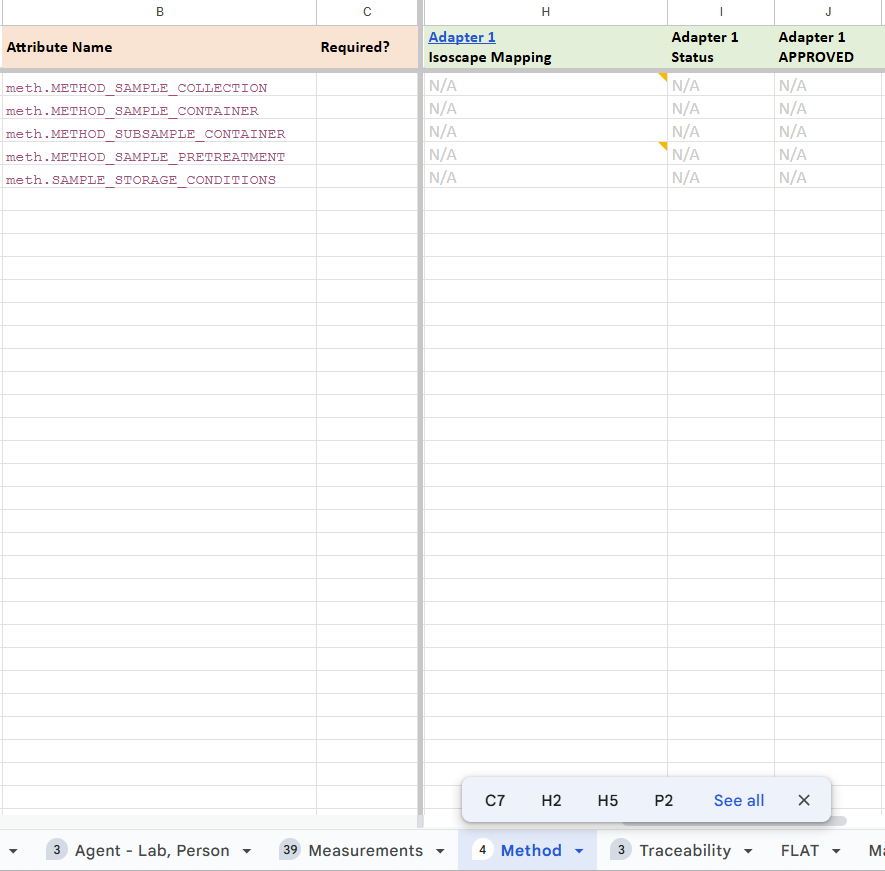 B C H I J
Attribute Name Required? Adapter 1 Adapter 1 Adapter 1
Isoscape Mapping Status APPROVED
meth.METHOD_SAMPLE_COLLECTION N/A N/A N/A
meth.METHOD_SAMPLE_CONTAINER N/A N/A N/A
meth.METHOD_SUBSAMPLE_CONTAINER N/A N/A N/A
meth.METHOD_SAMPLE_PRETREATMENT N/A N/A N/A
meth.SAMPLE_STORAGE_CONDITIONS N/A N/A N/A
C7 H2 H5 P2 See all
3 Agent - Lab, Person 39 Measurements 4 Method 3 Traceability FLAT